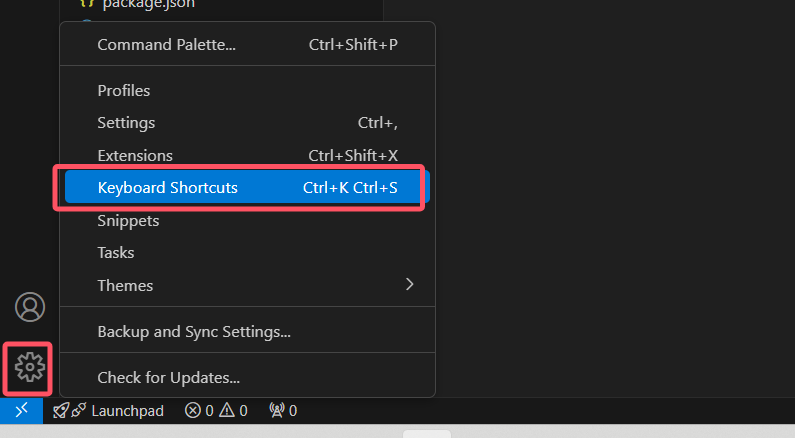 {} package.json
Command Palette... Ctrl+Shift+P
Profiles
Settings Ctrl+,
Extensions Ctrl+Shift+X
Keyboard Shortcuts Ctrl+K Ctrl+S
Snippets
Tasks
Themes
Backup and Sync Settings...
Check for Updates...
Launchpad 0 0 0